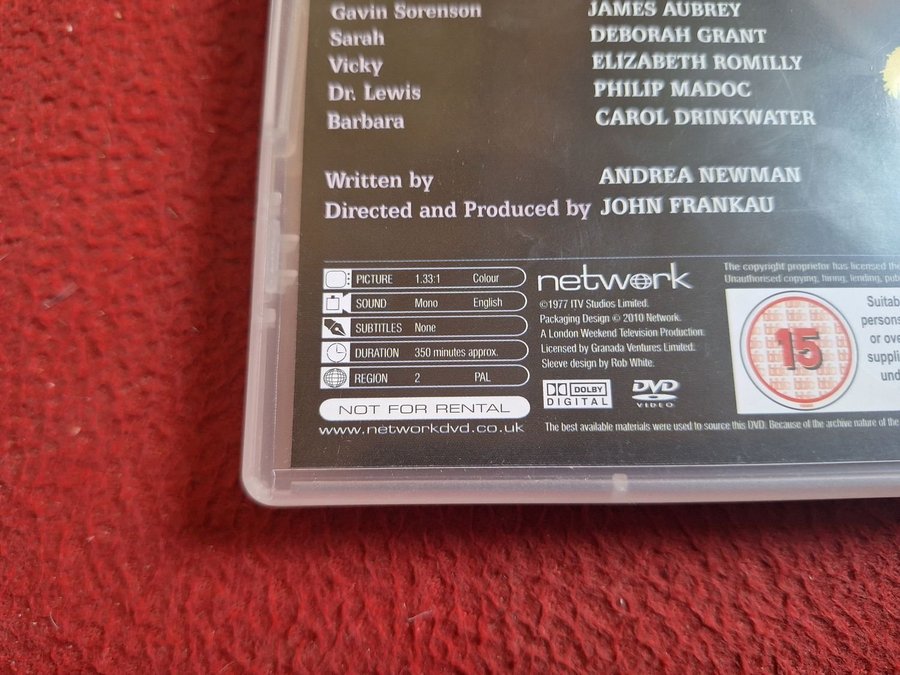 Gavin Sorenson JAMES AUBREY
Sarah DEBORAH GRANT
Vicky ELIZABETH ROMILLY
Dr. Lewis PHILIP MADOC
Barbara CAROL DRINKWATER
Written by ANDREA NEWMAN
Directed and Produced by JOHN FRANKAU
PICTURE 1.33:1 Colour
SOUND Mono English
SUBTITLES None
DURATION 350 minutes approx.
REGION 2 PAL
NOT FOR RENTAL
www.networkdvd.co.uk
network
©1977 ITV Studios Limited.
Packaging Design © 2010 Network.
A London Weekend Television Production.
Licensed by Granada Ventures Limited.
Sleeve design by Rob White.
DOLBY
DIGITAL
DVD
VIDEO
The copyright proprietor has licensed the
Unauthorised copying, hiring, lending,
15
persons
or ove
suppli
und
The best available materials were used to source this DVD. Because of the archive nature of the